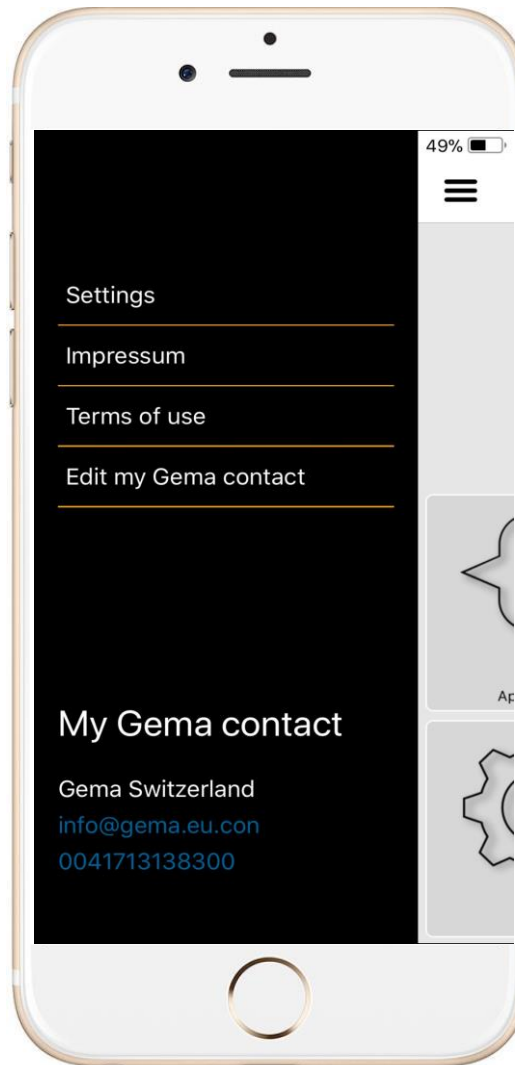 49%
Settings
Impressum
Terms of use
Edit my Gema contact
Ap
My Gema contact
Gema Switzerland
info@gema.eu.con
0041713138300